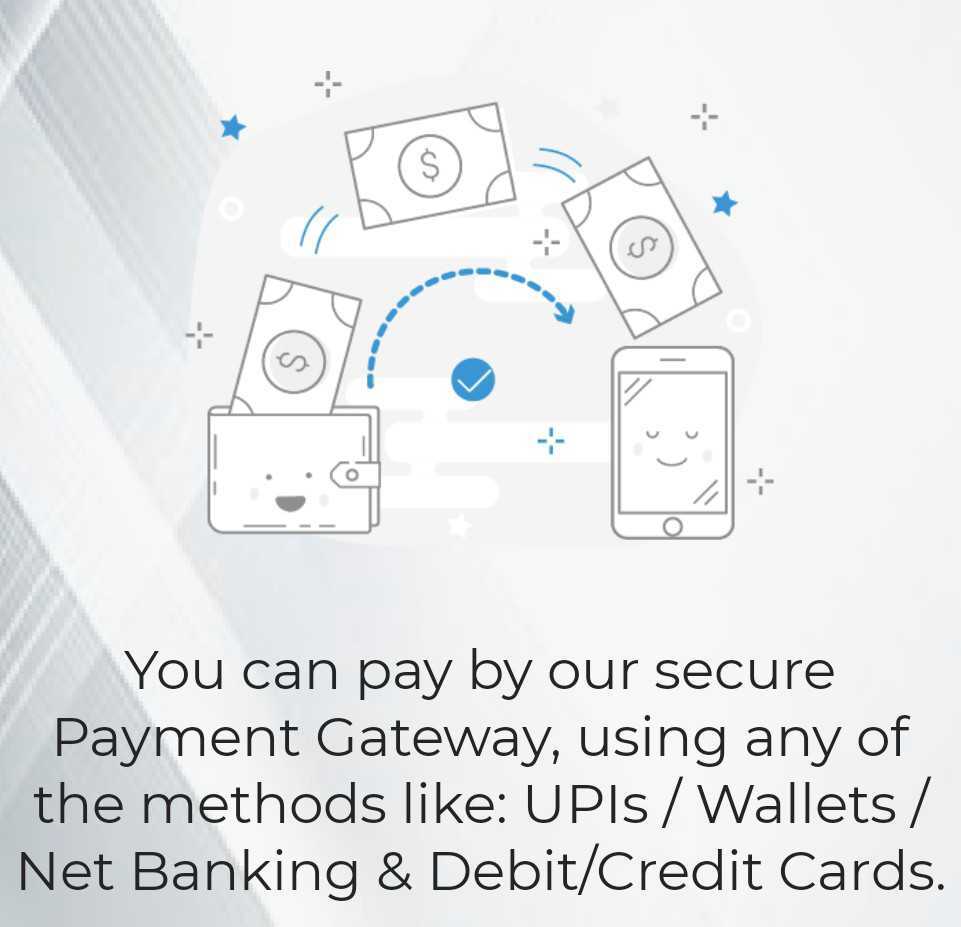 You can pay by our secure
Payment Gateway, using any of
the methods like: UPIs / Wallets /
Net Banking & Debit/Credit Cards.